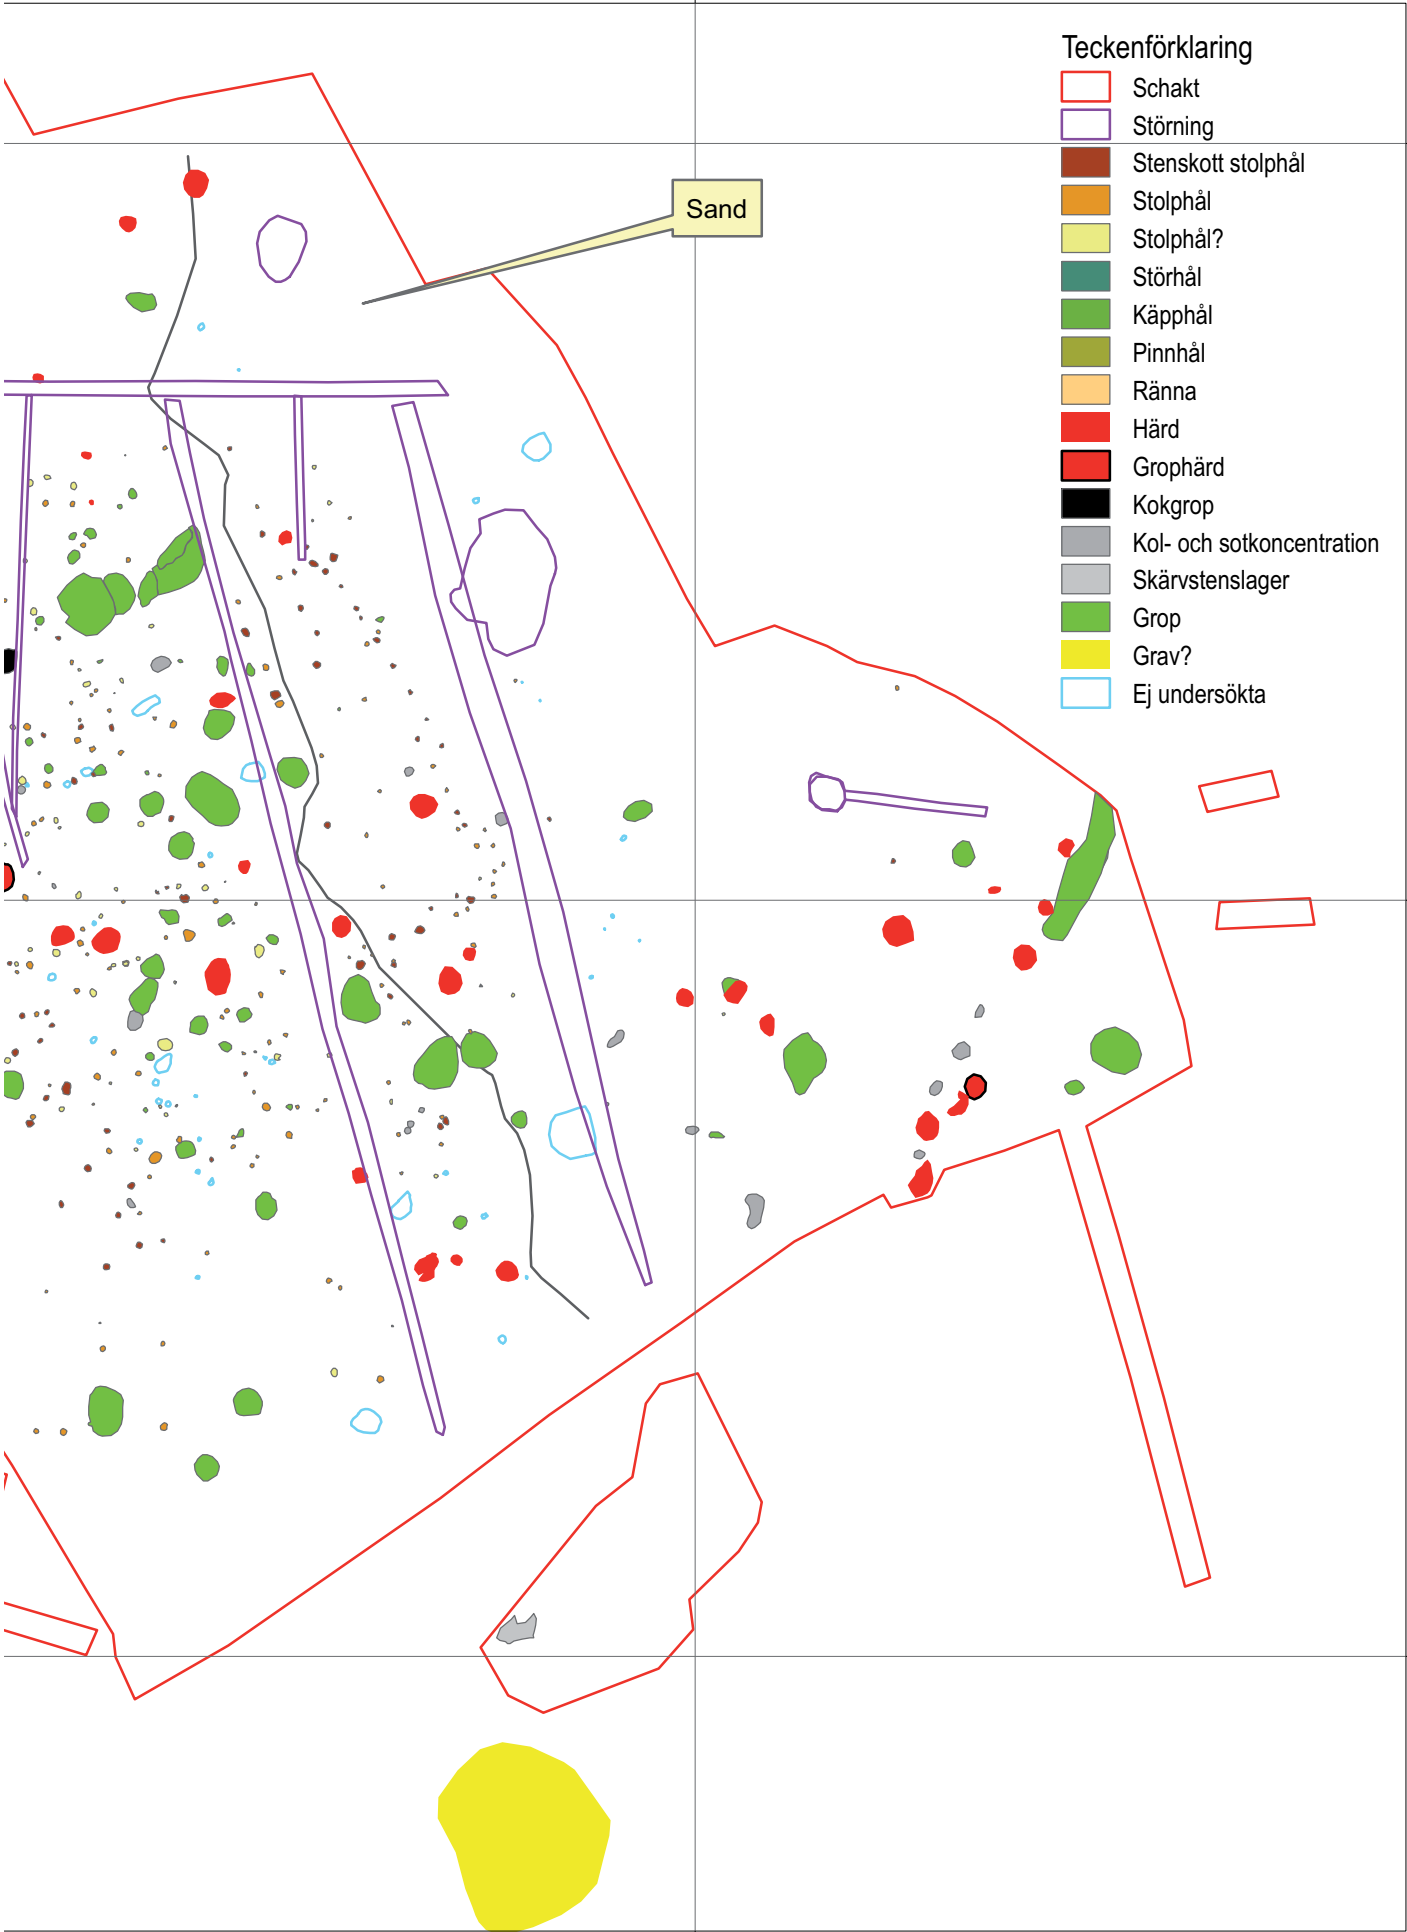 Teckenförklaring
Schakt
Störning
Stenskott stolphål
Stolphål
Stolphål?
Störhål
Käpphål
Pinnhål
Ränna
Härd
Grophärd
Kokgrop
Kol- och sotkoncentration
Skärvstenslager
Grop
Grav?
Ej undersökta
Sand